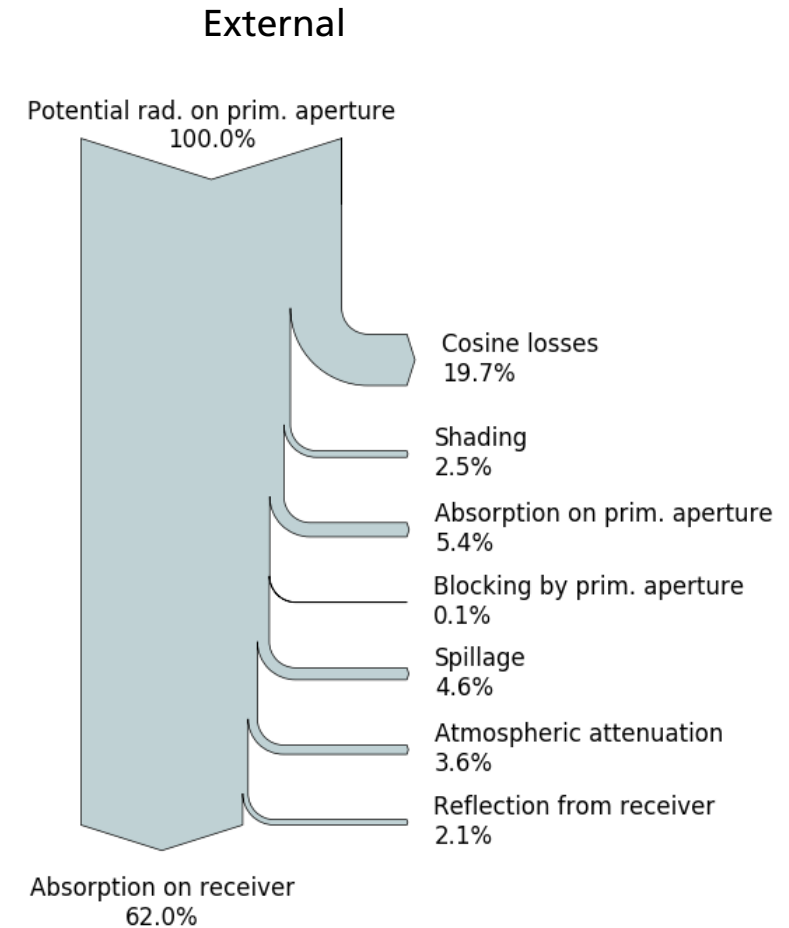 External
Potential rad. on prim. aperture
100.0%
Cosine losses
19.7%
Shading
2.5%
Absorption on prim. aperture
5.4%
Blocking by prim. aperture
0.1%
Spillage
4.6%
Atmospheric attenuation
3.6%
Reflection from receiver
2.1%
Absorption on receiver
62.0%